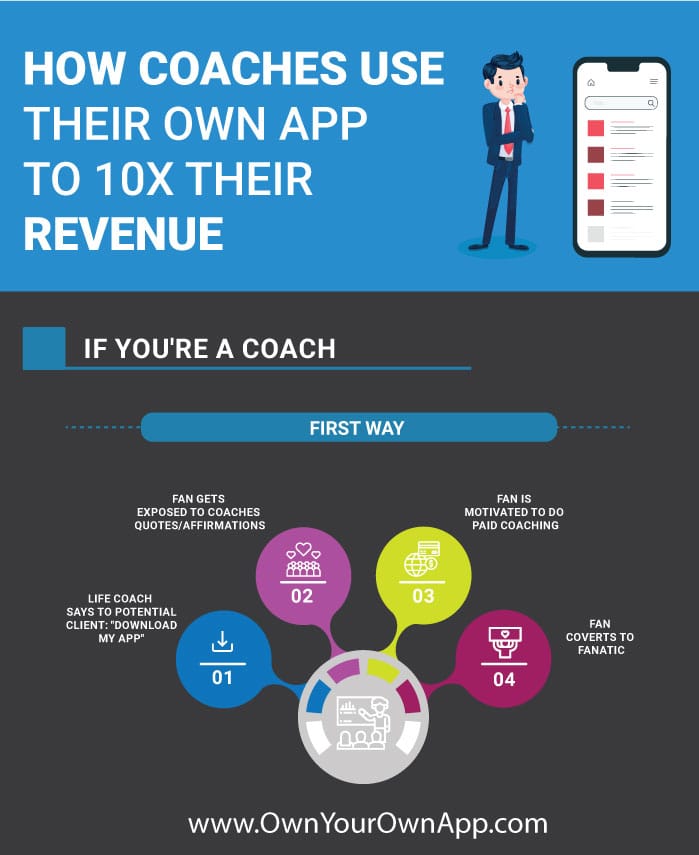 HOW COACHES USE
THEIR OWN APP
TO 10X THEIR
REVENUE
IF YOU'RE A COACH
FIRST WAY
LIFE COACH
SAYS TO POTENTIAL
CLIENT: "DOWNLOAD
MY APP"
01
FAN GETS
EXPOSED TO COACHES
QUOTES/AFFIRMATIONS
02
FAN IS
MOTIVATED TO DO
PAID COACHING
03
FAN
COVERTS TO
FANATIC
04
www.OwnYourOwnApp.com